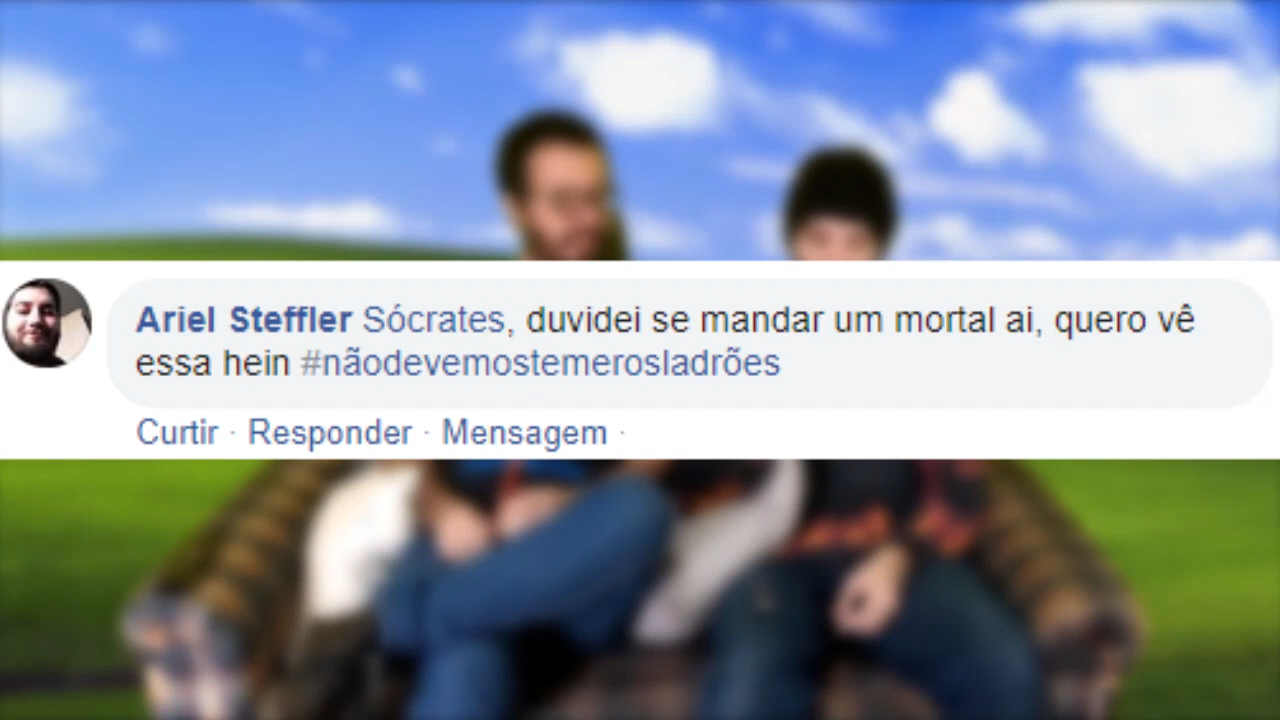 Ariel Steffler Sócrates, duvidei se mandar um mortal ai, quero vê
essa hein #nãodevemostemerosladrões
Curtir · Responder · Mensagem ·